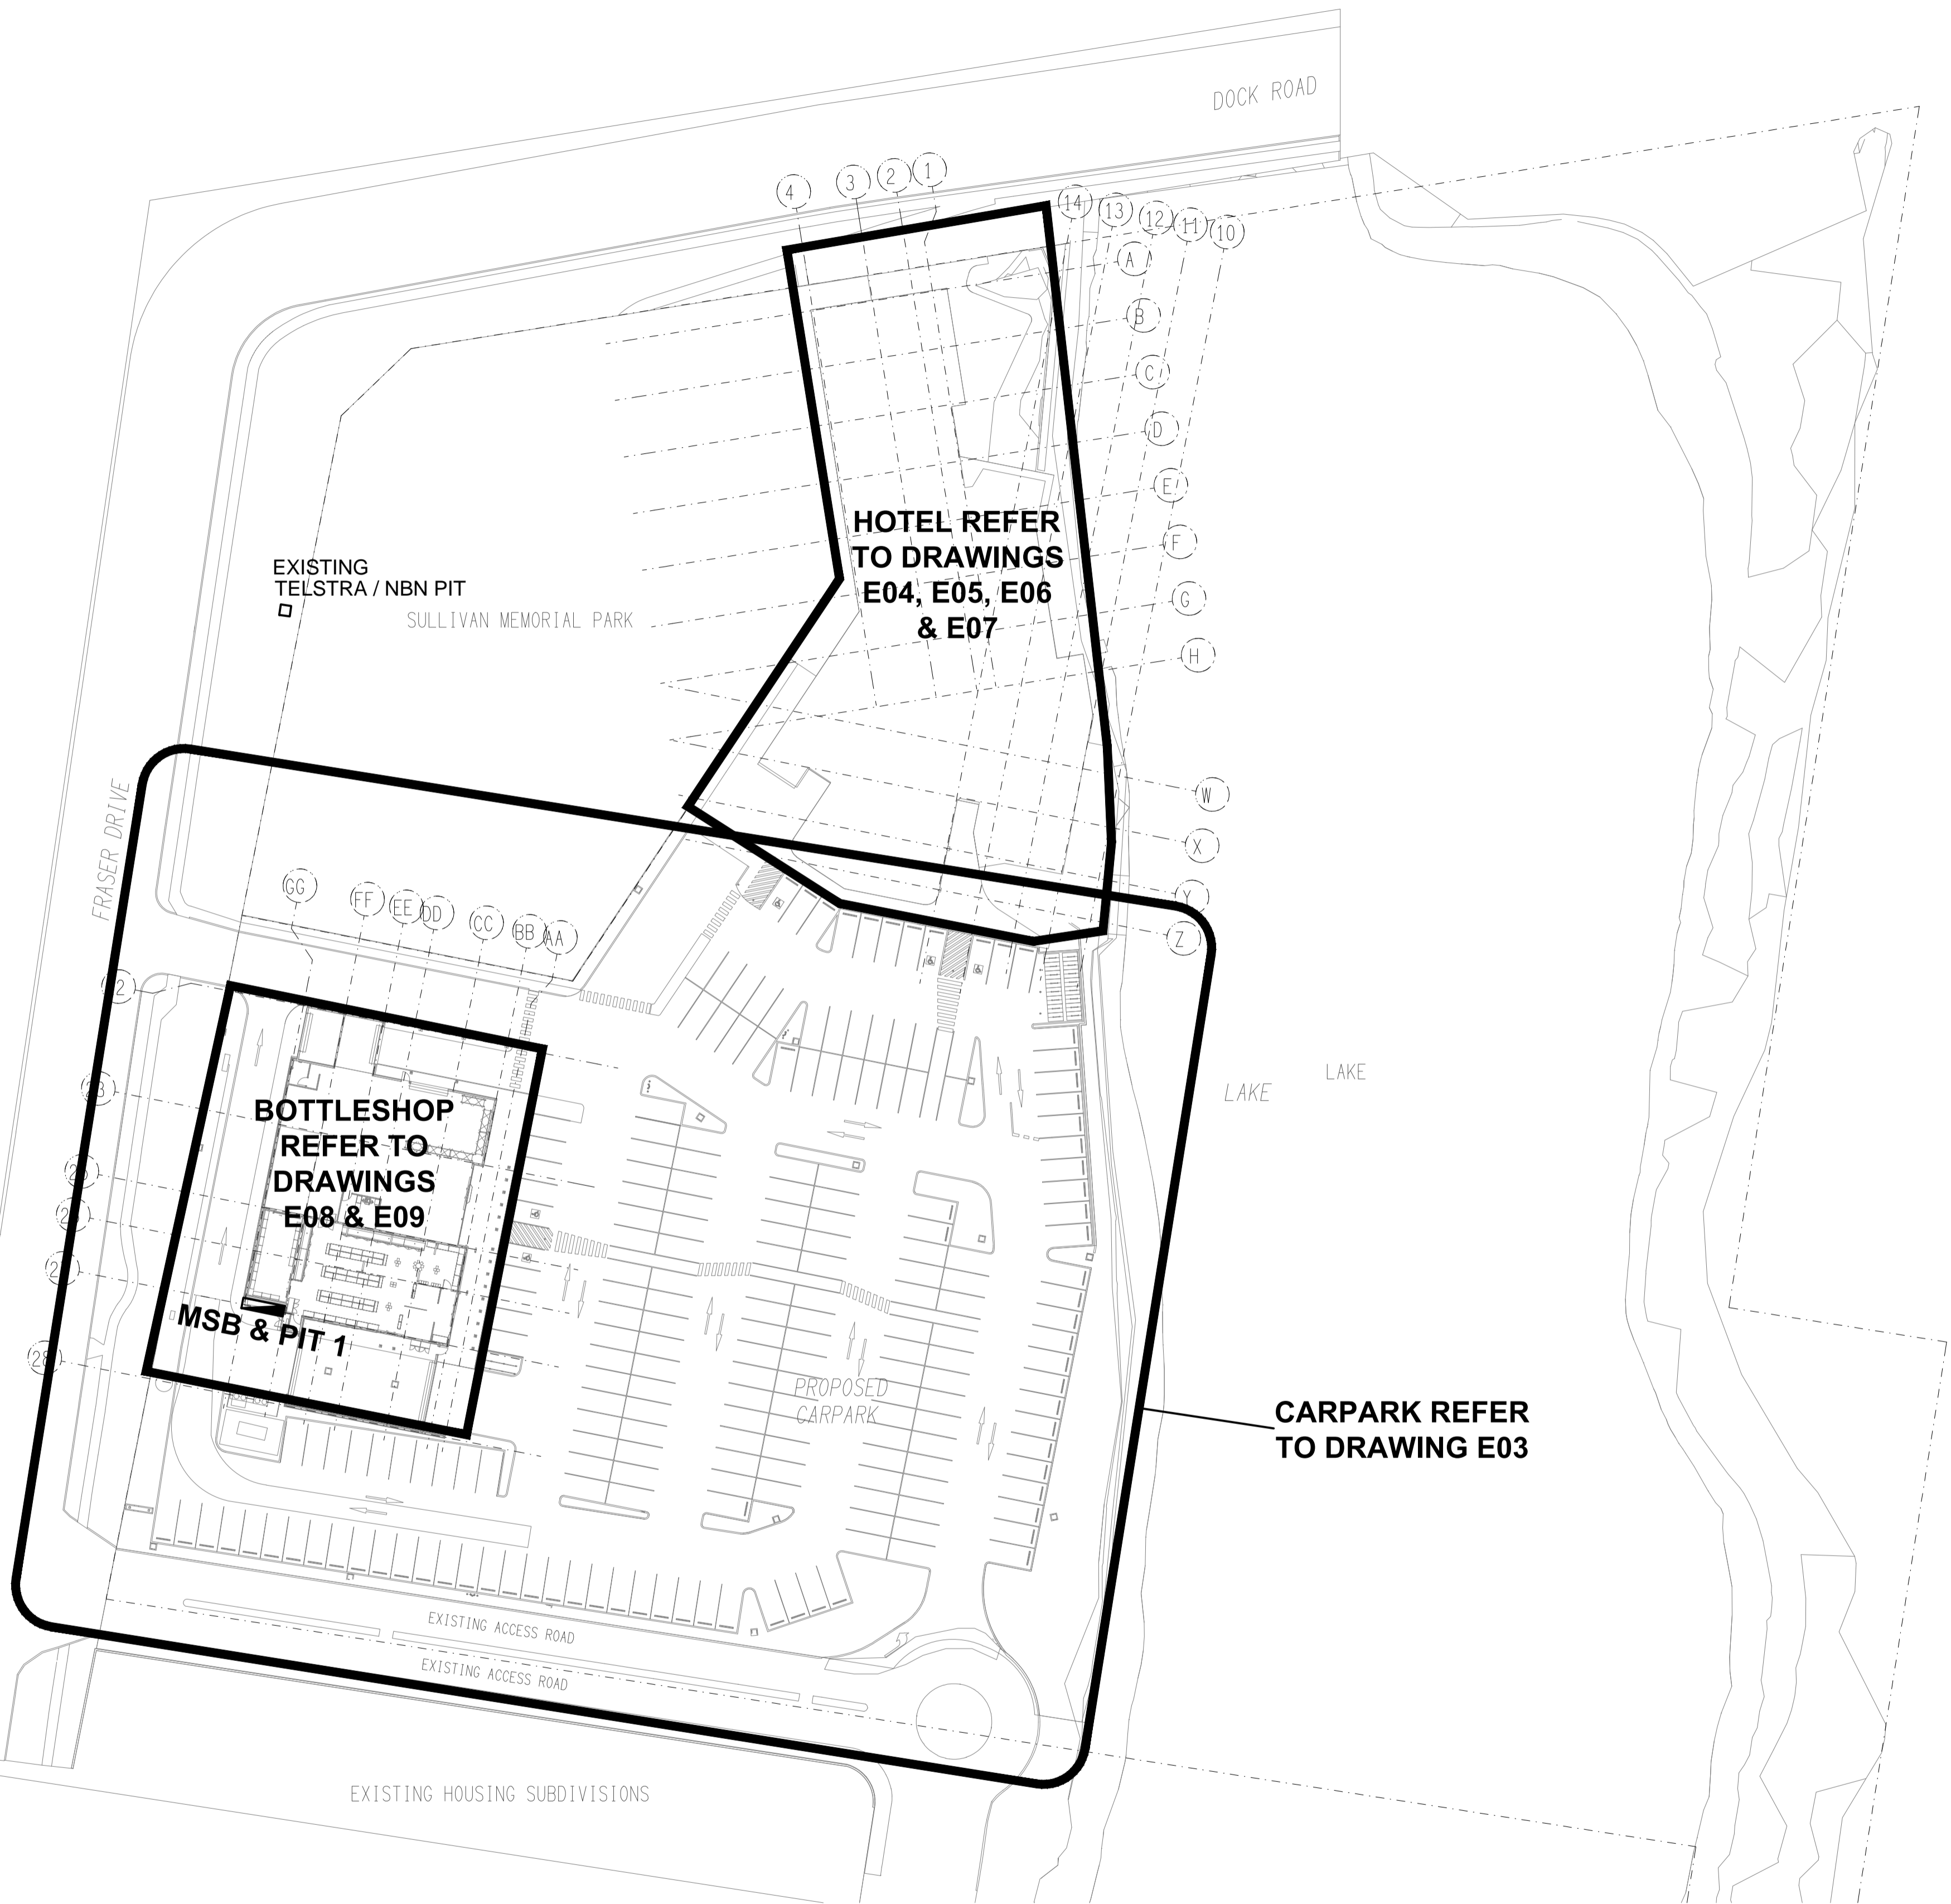 DOCK ROAD
4
3
2
1
14
13
12
11
10
A
B
C
D
E
F
G
H
W
X
Y
Z
HOTEL REFER
TO DRAWINGS
E04, E05, E06
& E07
EXISTING
TELSTRA / NBN PIT
SULLIVAN MEMORIAL PARK
FRASER DRIVE
GG
FF
EE
DD
CC
BB
AA
23
28
BOTTLESHOP
REFER TO
DRAWINGS
E08 & E09
MSB & PIT 1
LAKE
LAKE
PROPOSED
CARPARK
CARPARK REFER
TO DRAWING E03
EXISTING ACCESS ROAD
EXISTING ACCESS ROAD
EXISTING HOUSING SUBDIVISIONS